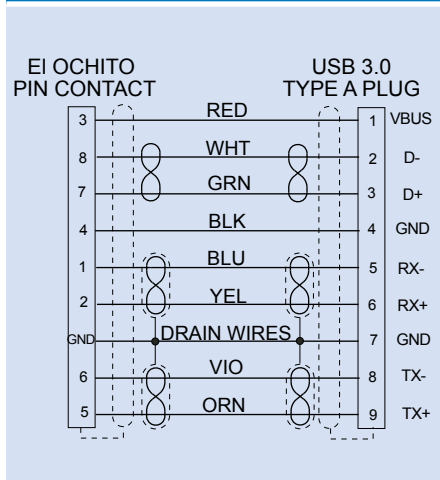 El OCHITO USB 3.0
PIN CONTACT TYPE A PLUG
3 RED 1 VBUS
8 WHT 2 D-
7 GRN 3 D+
4 BLK 4 GND
1 BLU 5 RX-
2 YEL 6 RX+
GND DRAIN WIRES 7 GND
6 VIO 8 TX-
5 ORN 9 TX+